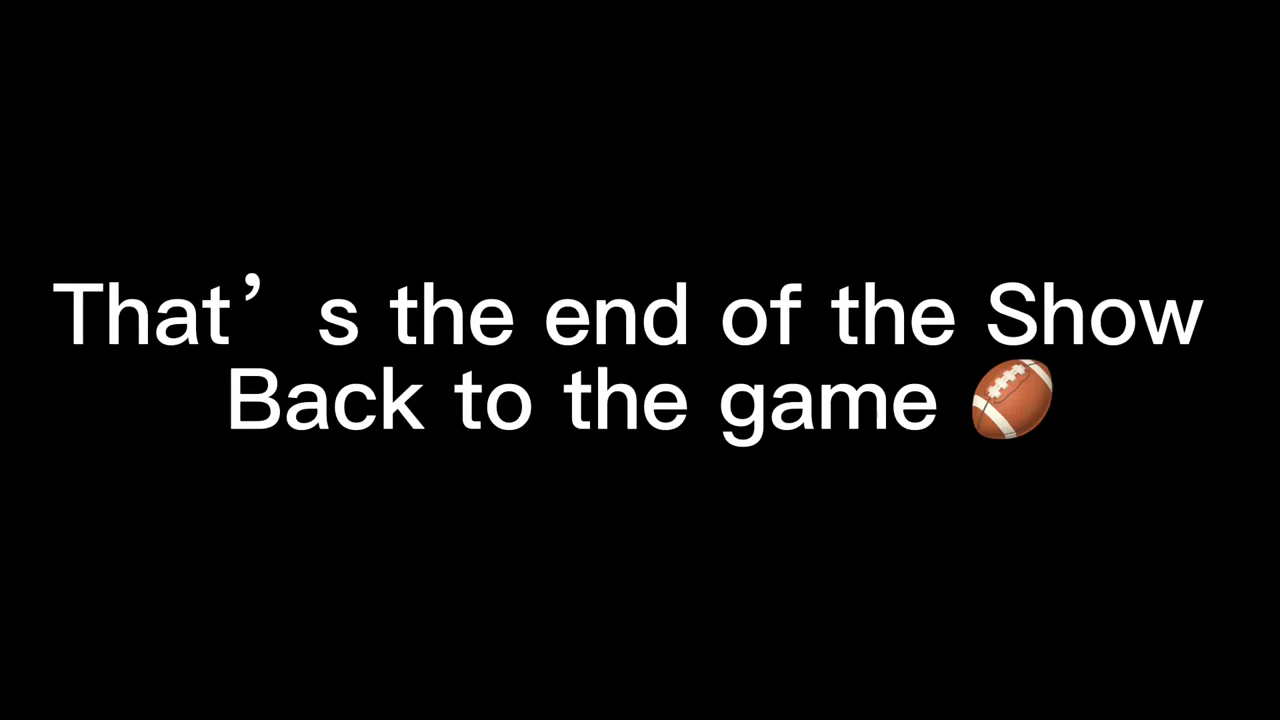 That’s the end of the Show
Back to the game 🏈